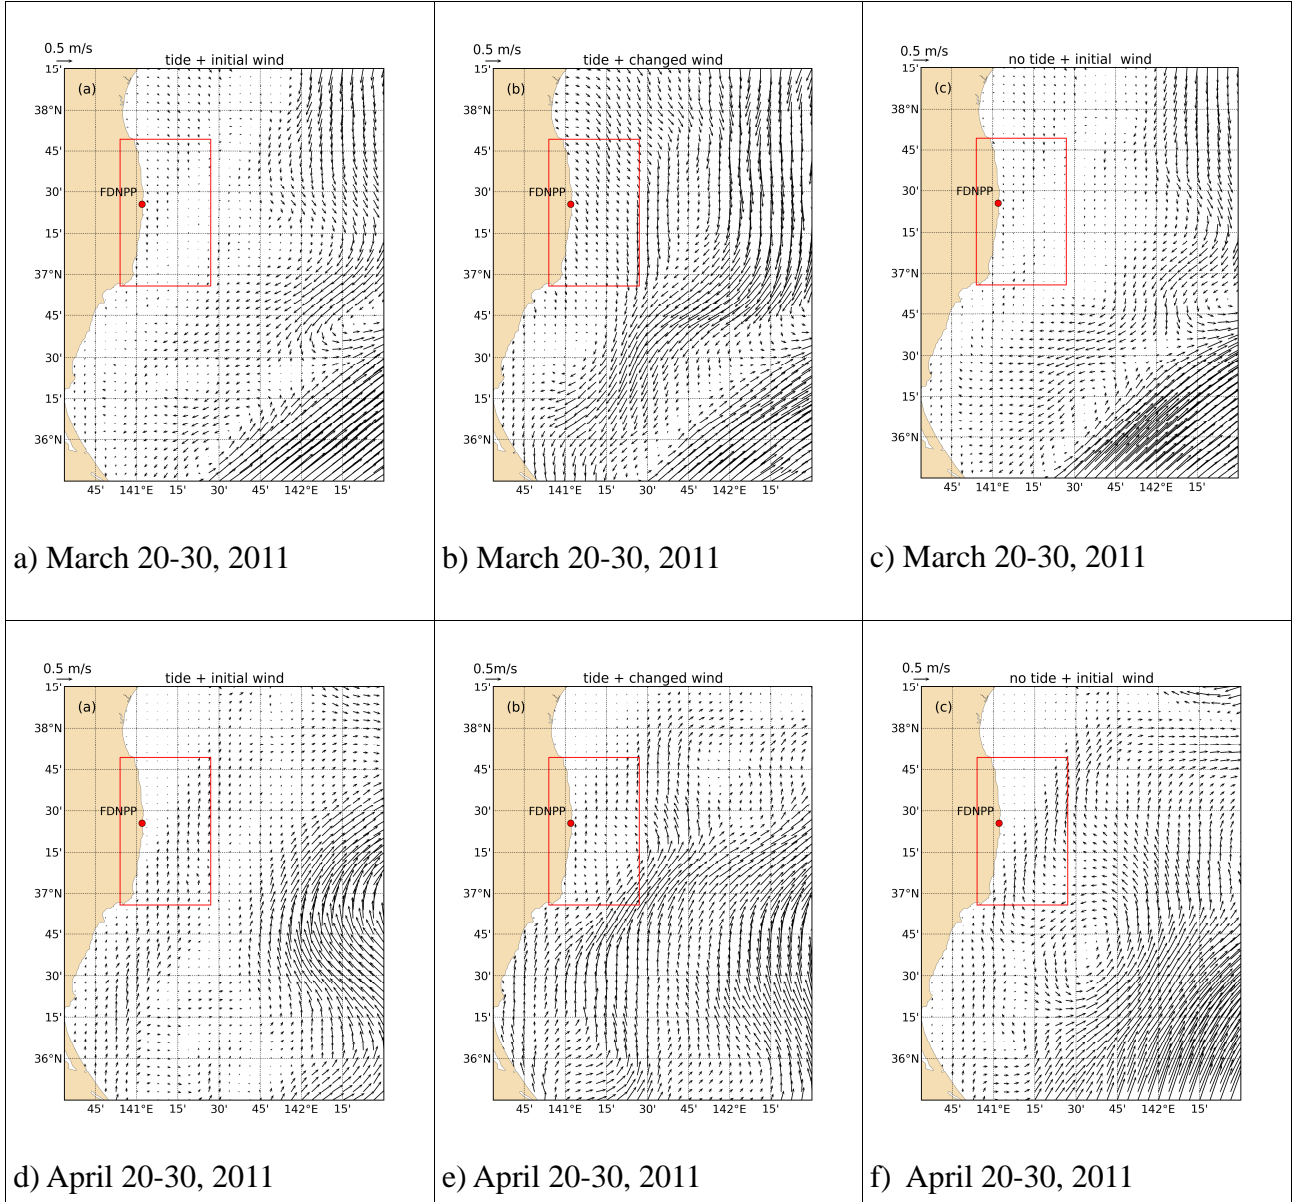 0.5 m/s
tide + initial wind
15'
(a)
38°N
45'
30'
FDNPP
15'
37°N
45'
30'
15'
36°N
45' 141°E 15' 30' 45' 142°E 15'
a) March 20-30, 2011
0.5 m/s
tide + changed wind
15'
(b)
38°N
45'
30'
FDNPP
15'
37°N
45'
30'
15'
36°N
45' 141°E 15' 30' 45' 142°E 15'
b) March 20-30, 2011
0.5 m/s
no tide + initial wind
15'
(c)
38°N
45'
30'
FDNPP
15'
37°N
45'
30'
15'
36°N
45' 141°E 15' 30' 45' 142°E 15'
c) March 20-30, 2011
0.5 m/s
tide + initial wind
15'
(a)
38°N
45'
30'
FDNPP
15'
37°N
45'
30'
15'
36°N
45' 141°E 15' 30' 45' 142°E 15'
d) April 20-30, 2011
0.5m/s
tide + changed wind
15'
(b)
38°N
45'
30'
FDNPP
15'
37°N
45'
30'
15'
36°N
45' 141°E 15' 30' 45' 142°E 15'
e) April 20-30, 2011
0.5 m/s
no tide + initial wind
15'
(c)
38°N
45'
30'
FDNPP
15'
37°N
45'
30'
15'
36°N
45' 141°E 15' 30' 45' 142°E 15'
f) April 20-30, 2011